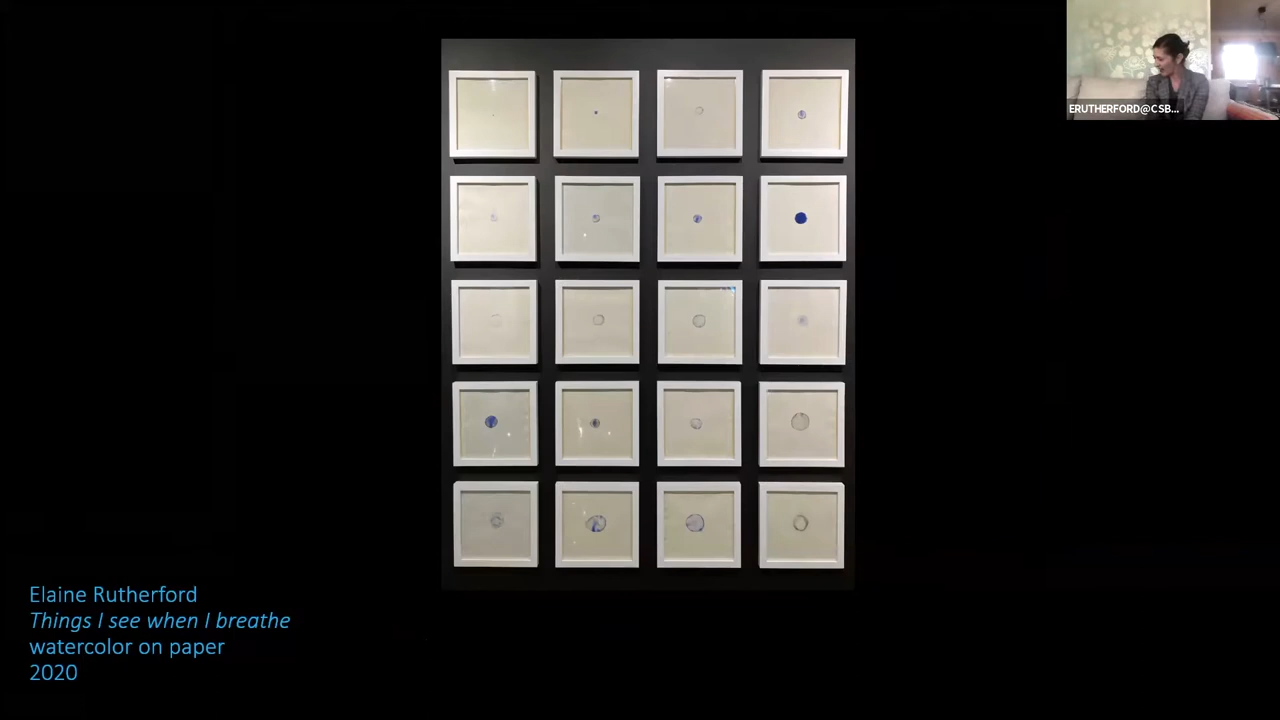 ERUTHERFORD@CSB...
Elaine Rutherford
Things I see when I breathe
watercolor on paper
2020